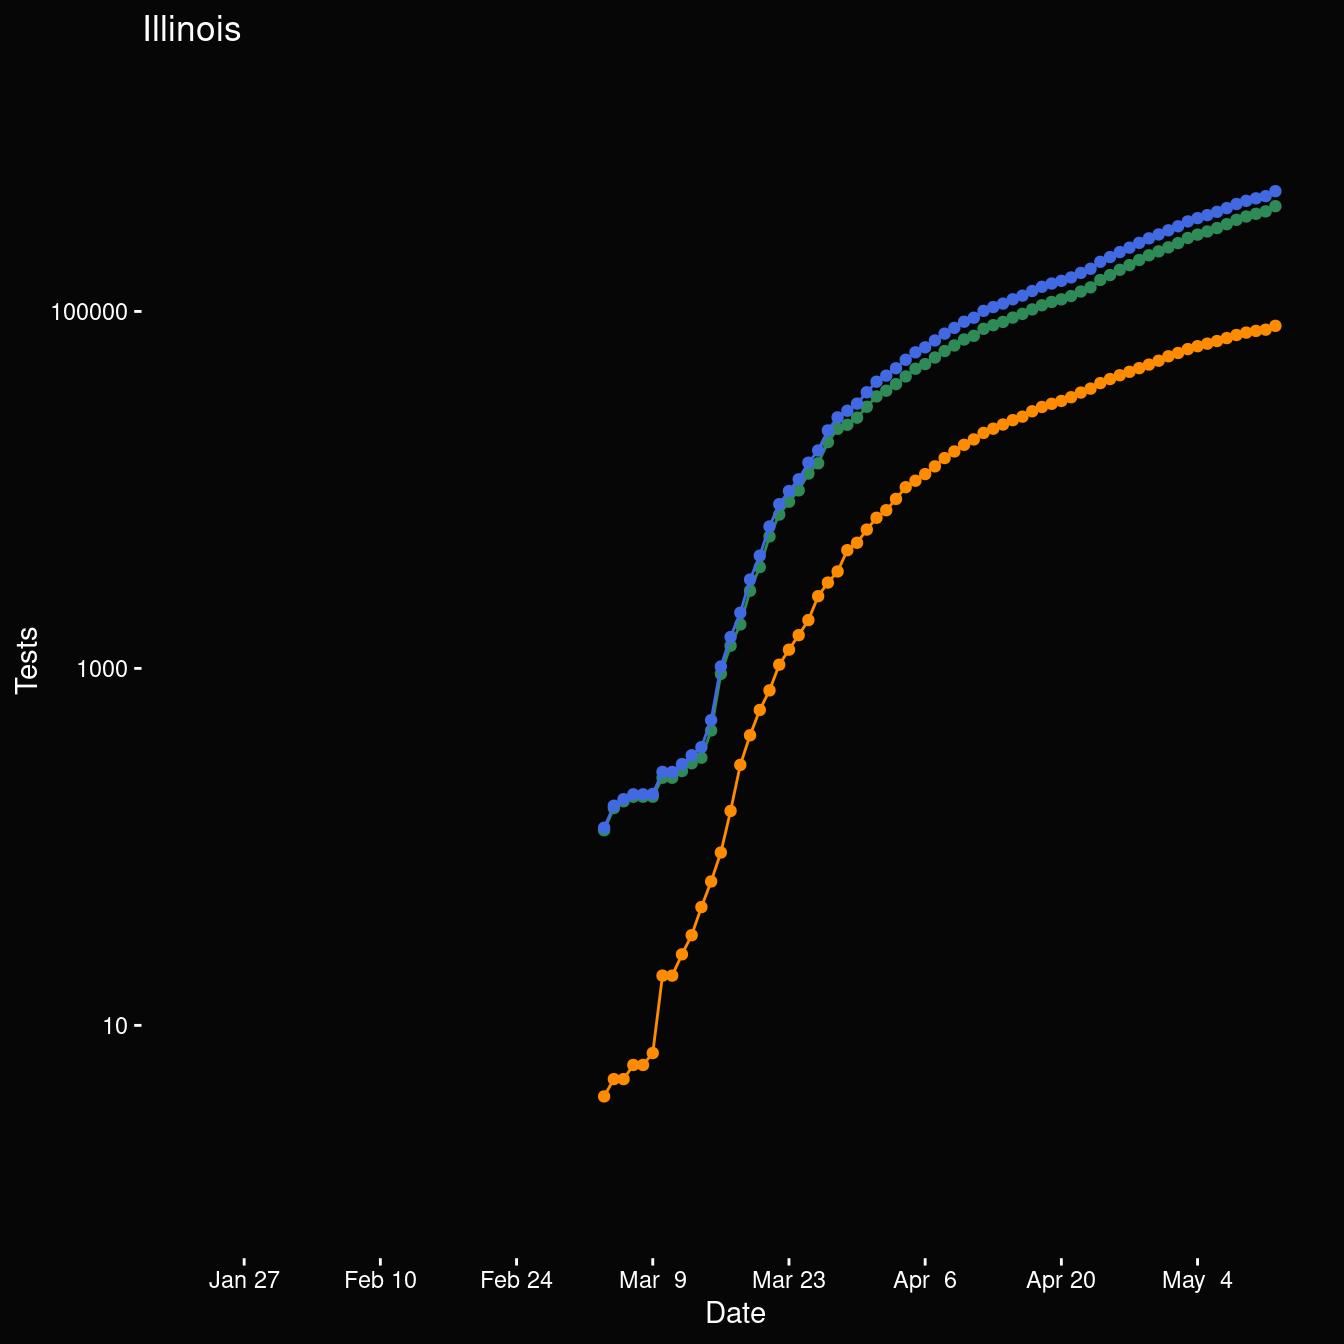 Illinois
Tests
100000
1000
10
Jan 27
Feb 10
Feb 24
Mar  9
Mar 23
Apr  6
Apr 20
May  4
Date